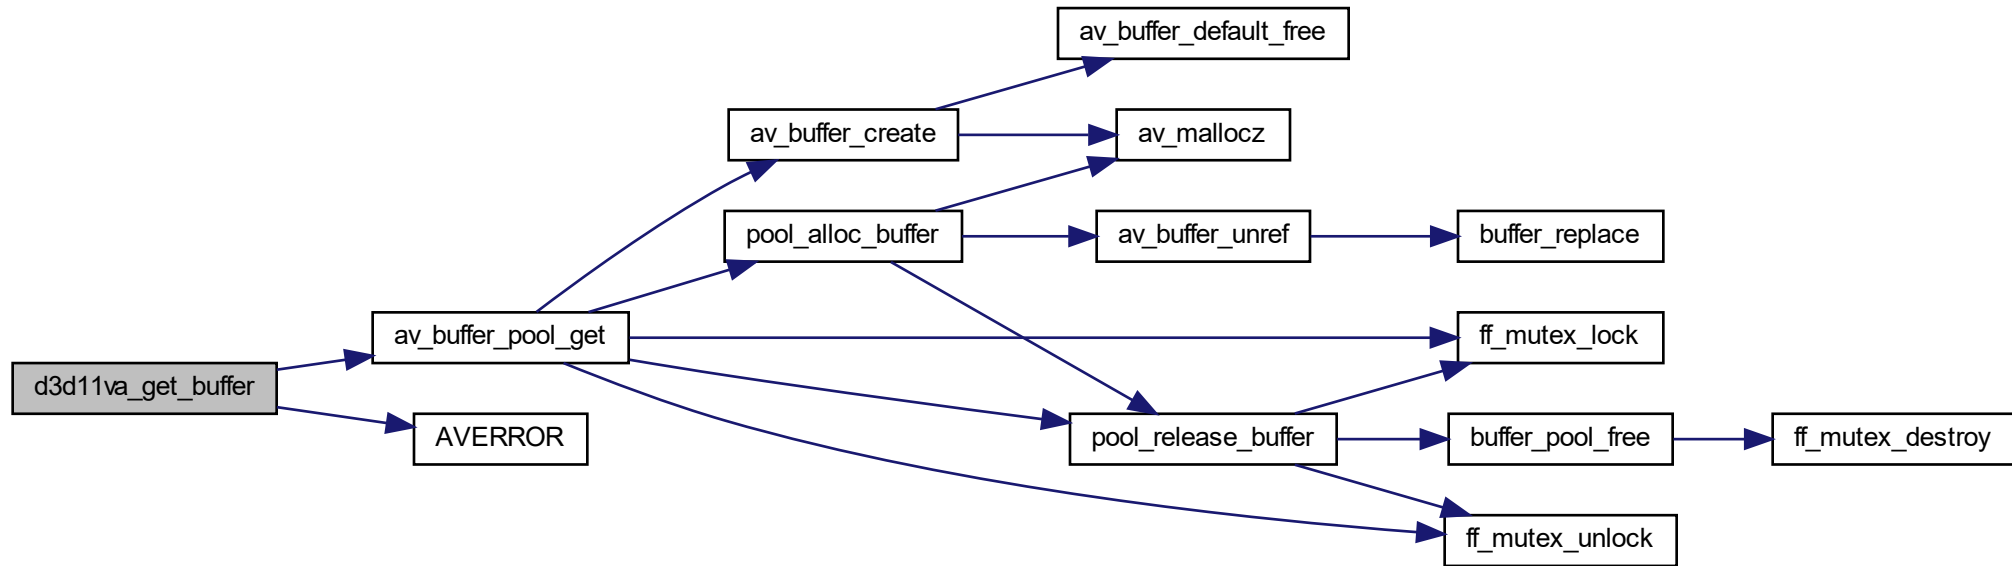 av_buffer_default_free
av_buffer_create
av_mallocz
pool_alloc_buffer
av_buffer_unref
buffer_replace
av_buffer_pool_get
ff_mutex_lock
d3d11va_get_buffer
AVERROR
pool_release_buffer
buffer_pool_free
ff_mutex_destroy
ff_mutex_unlock